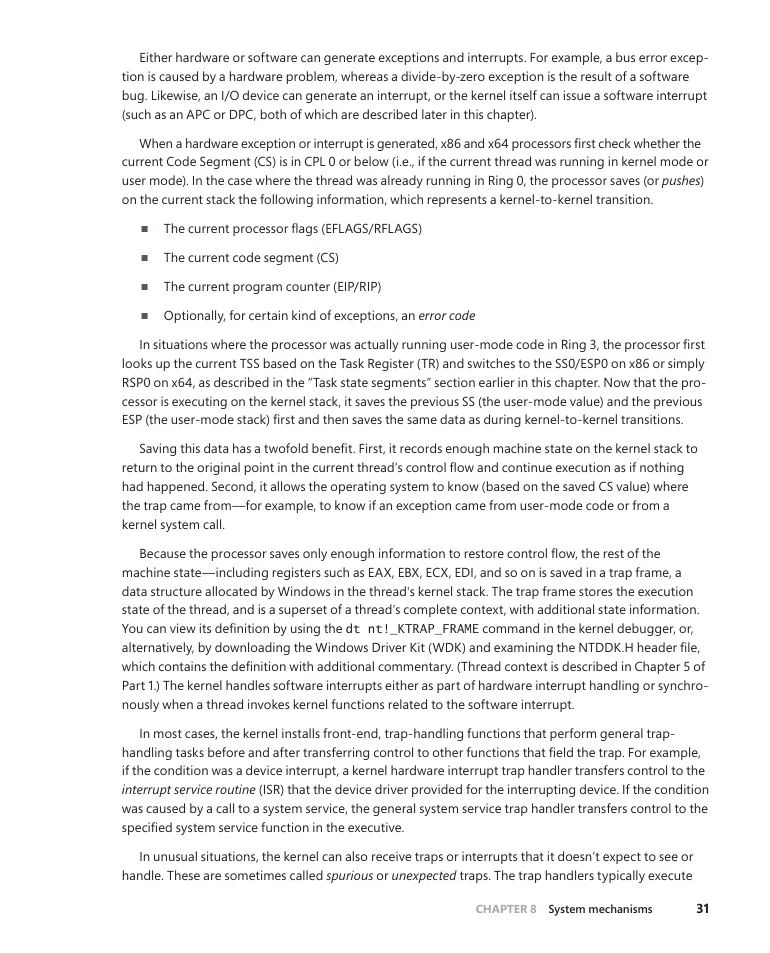 Either hardware or software can generate exceptions and interrupts. For example, a bus error excep-
tion is caused by a hardware problem, whereas a divide-by-zero exception is the result of a software
bug. Likewise, an I/O device can generate an interrupt, or the kernel itself can issue a software interrupt
(such as an APC or DPC, both of which are described later in this chapter).
When a hardware exception or interrupt is generated, x86 and x64 processors first check whether the
current Code Segment (CS) is in CPL 0 or below (i.e., if the current thread was running in kernel mode or
user mode). In the case where the thread was already running in Ring 0, the processor saves (or pushes)
on the current stack the following information, which represents a kernel-to-kernel transition.
■ The current processor flags (EFLAGS/RFLAGS)
■ The current code segment (CS)
■ The current program counter (EIP/RIP)
■ Optionally, for certain kind of exceptions, an error code
In situations where the processor was actually running user-mode code in Ring 3, the processor first
looks up the current TSS based on the Task Register (TR) and switches to the SS0/ESP0 on x86 or simply
RSP0 on x64, as described in the “Task state segments” section earlier in this chapter. Now that the pro-
cessor is executing on the kernel stack, it saves the previous SS (the user-mode value) and the previous
ESP (the user-mode stack) first and then saves the same data as during kernel-to-kernel transitions.
Saving this data has a twofold benefit. First, it records enough machine state on the kernel stack to
return to the original point in the current thread’s control flow and continue execution as if nothing
had happened. Second, it allows the operating system to know (based on the saved CS value) where
the trap came from—for example, to know if an exception came from user-mode code or from a
kernel system call.
Because the processor saves only enough information to restore control flow, the rest of the
machine state—including registers such as EAX, EBX, ECX, EDI, and so on is saved in a trap frame, a
data structure allocated by Windows in the thread's kernel stack. The trap frame stores the execution
state of the thread, and is a superset of a thread’s complete context, with additional state information.
You can view its definition by using the dt nt!_KTRAP_FRAME command in the kernel debugger, or,
alternatively, by downloading the Windows Driver Kit (WDK) and examining the NTDDK.H header file,
which contains the definition with additional commentary. (Thread context is described in Chapter 5 of
Part 1.) The kernel handles software interrupts either as part of hardware interrupt handling or synchro-
nously when a thread invokes kernel functions related to the software interrupt.
In most cases, the kernel installs front-end, trap-handling functions that perform general trap-
handling tasks before and after transferring control to other functions that field the trap. For example,
if the condition was a device interrupt, a kernel hardware interrupt trap handler transfers control to the
interrupt service routine (ISR) that the device driver provided for the interrupting device. If the condition
was caused by a call to a system service, the general system service trap handler transfers control to the
specified system service function in the executive.
In unusual situations, the kernel can also receive traps or interrupts that it doesn’t expect to see or
handle. These are sometimes called spurious or unexpected traps. The trap handlers typically execute
CHAPTER 8 System mechanisms 31